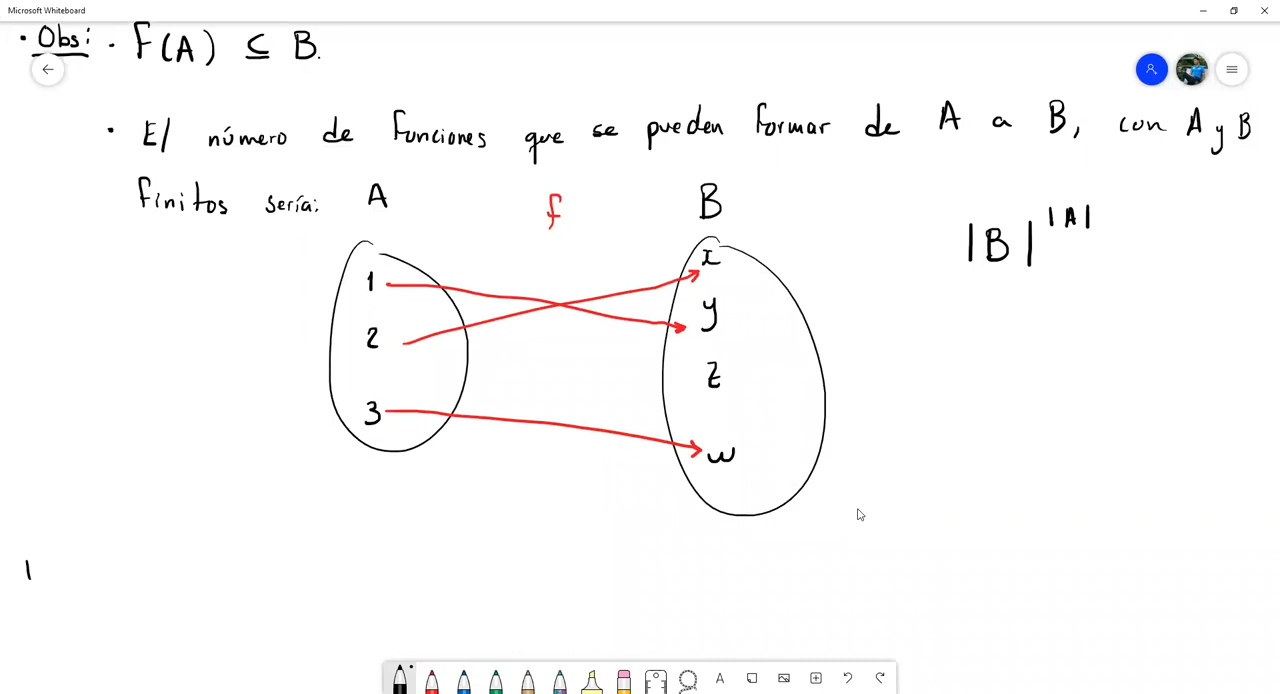 Microsoft Whiteboard
• Obs: · f(A) ⊆ B.
• El número de funciones que se pueden formar de A a B, con A y B
finitos sería:
A f B
|B|^|A|
x
1
y
2
z
3
w
A